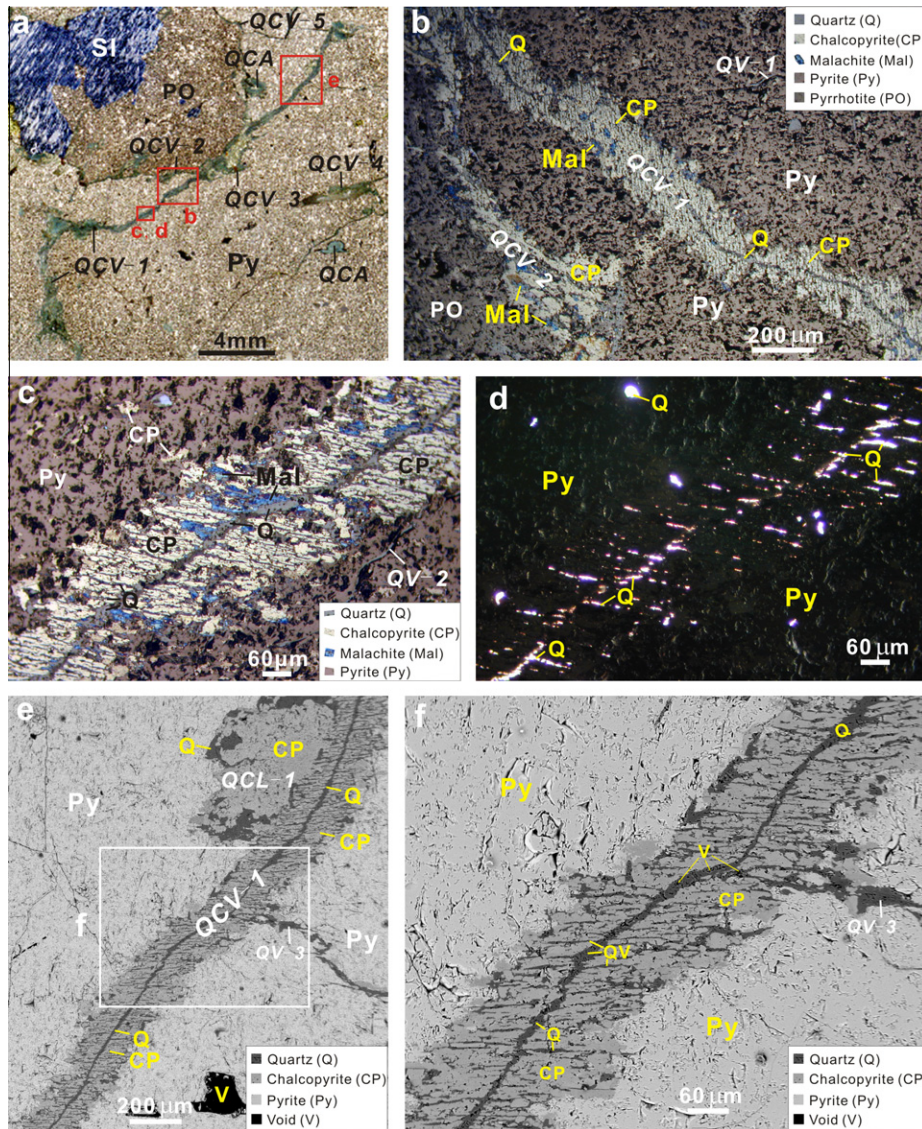 a
SI
QCV-5
QCA
PO
e
QCV-2
QCV-4
QCV-3
b
c, d
QCV-1
Py
QCA
4mm
b
Q
QV-1
CP
Mal
QCV-1
Py
Q
CP
QCV-2
CP
PO
Mal
Py
200 µm
Quartz (Q)
Chalcopyrite(CP)
Malachite (Mal)
Pyrite (Py)
Pyrrhotite (PO)
c
CP
Py
Mal
CP
CP
Q
QV-2
Q
60µm
Quartz (Q)
Chalcopyrite (CP)
Malachite (Mal)
Pyrite (Py)
d
Q
Py
Q
Q
Py
Q
60 µm
e
Q
CP
QCL-1
Py
Q
CP
f
QCV-1
QV-3
Py
Q
CP
V
200 µm
Quartz (Q)
Chalcopyrite (CP)
Pyrite (Py)
Void (V)
f
Q
Py
V
CP
QV-3
QV
Q
Py
CP
60 µm
Quartz (Q)
Chalcopyrite (CP)
Pyrite (Py)
Void (V)